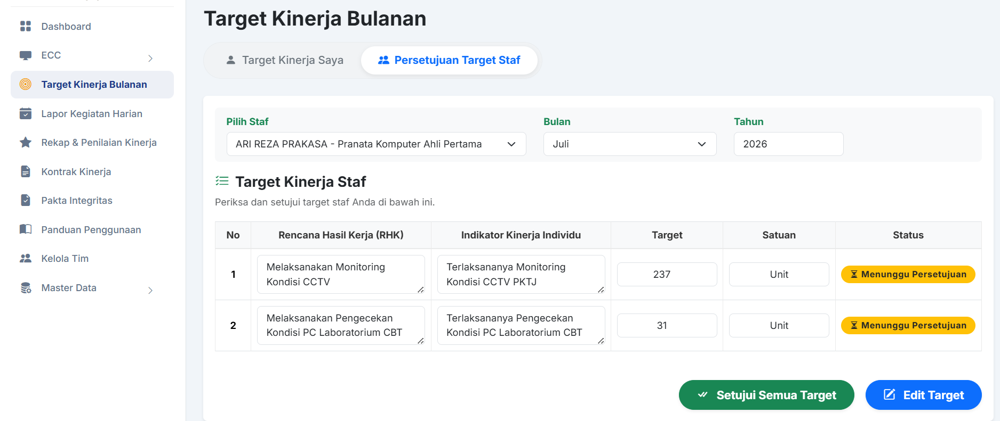 Dashboard
ECC
Target Kinerja Bulanan
Lapor Kegiatan Harian
Rekap & Penilaian Kinerja
Kontrak Kinerja
Pakta Integritas
Panduan Penggunaan
Kelola Tim
Master Data
Target Kinerja Bulanan
Target Kinerja Saya
Persetujuan Target Staf
Pilih Staf
Bulan
Tahun
ARI REZA PRAKASA - Pranata Komputer Ahli Pertama
Juli
2026
Target Kinerja Staf
Periksa dan setujui target staf Anda di bawah ini.
No Rencana Hasil Kerja (RHK) Indikator Kinerja Individu Target Satuan Status
1
Melaksanakan Monitoring
Kondisi CCTV
Terlaksananya Monitoring
Kondisi CCTV PKTJ
237
Unit
Menunggu Persetujuan
2
Melaksanakan Pengecekan
Kondisi PC Laboratorium CBT
Terlaksananya Pengecekan
Kondisi PC Laboratorium CBT
31
Unit
Menunggu Persetujuan
Setujui Semua Target
Edit Target